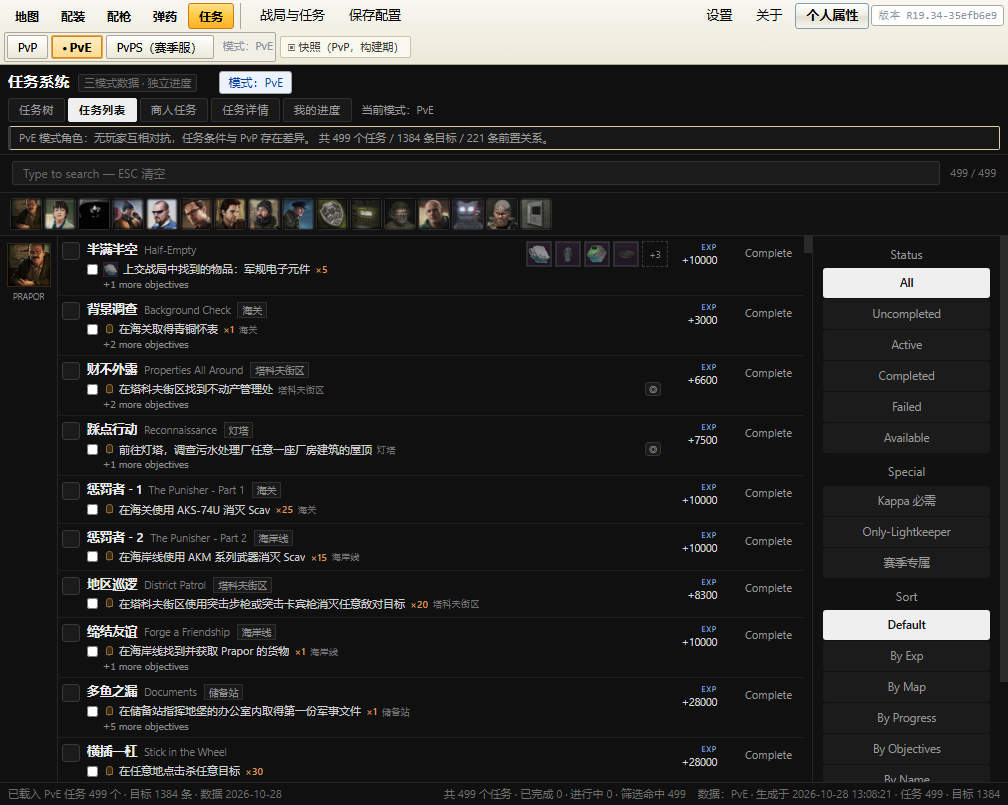 地图 配装 配枪 弹药 任务 战局与任务 保存配置 设置 关于 个人属性 版本 R19.34-35efb6e9
PvP • PvE PvPS（赛季服） 模式: PvE 快照（PvP，构建期）
任务系统 三模式数据 · 独立进度 模式: PvE
任务树 任务列表 商人任务 任务详情 我的进度 当前模式: PvE
PvE 模式角色：无玩家互相对抗，任务条件与 PvP 存在差异。 共 499 个任务 / 1384 条目标 / 221 条前置关系。
Type to search — ESC 清空 499 / 499
PRAPOR
半满半空 Half-Empty +3 EXP +10000 Complete
上交战局中找到的物品：军规电子元件 ×5
+1 more objectives
背景调查 Background Check 海关 EXP +3000 Complete
在海关取得青铜怀表 ×1 海关
+2 more objectives
财不外露 Properties All Around 塔科夫街区 EXP +6600 Complete
在塔科夫街区找到不动产管理处 塔科夫街区
+2 more objectives
踩点行动 Reconnaissance 灯塔 EXP +7500 Complete
前往灯塔，调查污水处理厂任意一座厂房建筑的屋顶 灯塔
+1 more objectives
惩罚者 - 1 The Punisher - Part 1 海关 EXP +10000 Complete
在海关使用 AKS-74U 消灭 Scav ×25 海关
惩罚者 - 2 The Punisher - Part 2 海岸线 EXP +10000 Complete
在海岸线使用 AKM 系列武器消灭 Scav ×15 海岸线
地区巡逻 District Patrol 塔科夫街区 EXP +8300 Complete
在塔科夫街区使用突击步枪或突击卡宾枪消灭任意敌对目标 ×20 塔科夫街区
缔结友谊 Forge a Friendship 海岸线 EXP +10000 Complete
在海岸线找到并获取 Prapor 的货物 ×1 海岸线
+1 more objectives
多鱼之漏 Documents 储备站 EXP +28000 Complete
在储备站指挥地堡的办公室内取得第一份军事文件 ×1 储备站
+5 more objectives
横插一杠 Stick in the Wheel EXP +28000 Complete
在任意地点击杀任意目标 ×30
Status
All
Uncompleted
Active
Completed
Failed
Available
Special
Kappa 必需
Only-Lightkeeper
赛季专属
Sort
Default
By Exp
By Map
By Progress
By Objectives
By Name
已载入 PvE 任务 499 个 · 目标 1384 条 · 数据 2026-10-28 共 499 个任务 · 已完成 0 · 进行中 0 · 筛选命中 499 数据: PvE · 生成于 2026-10-28 13:08:21 · 任务 499 · 目标 1384